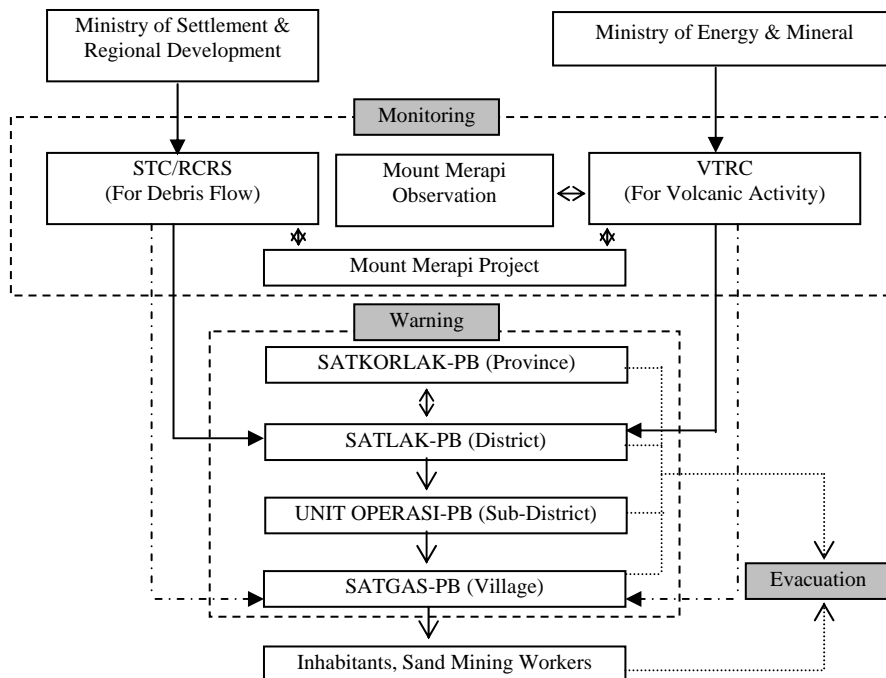 Ministry of Settlement &
Regional Development
Ministry of Energy & Mineral
Monitoring
STC/RCRS
(For Debris Flow)
Mount Merapi
Observation
VTRC
(For Volcanic Activity)
Mount Merapi Project
Warning
SATKORLAK-PB (Province)
SATLAK-PB (District)
UNIT OPERASI-PB (Sub-District)
SATGAS-PB (Village)
Evacuation
Inhabitants, Sand Mining Workers